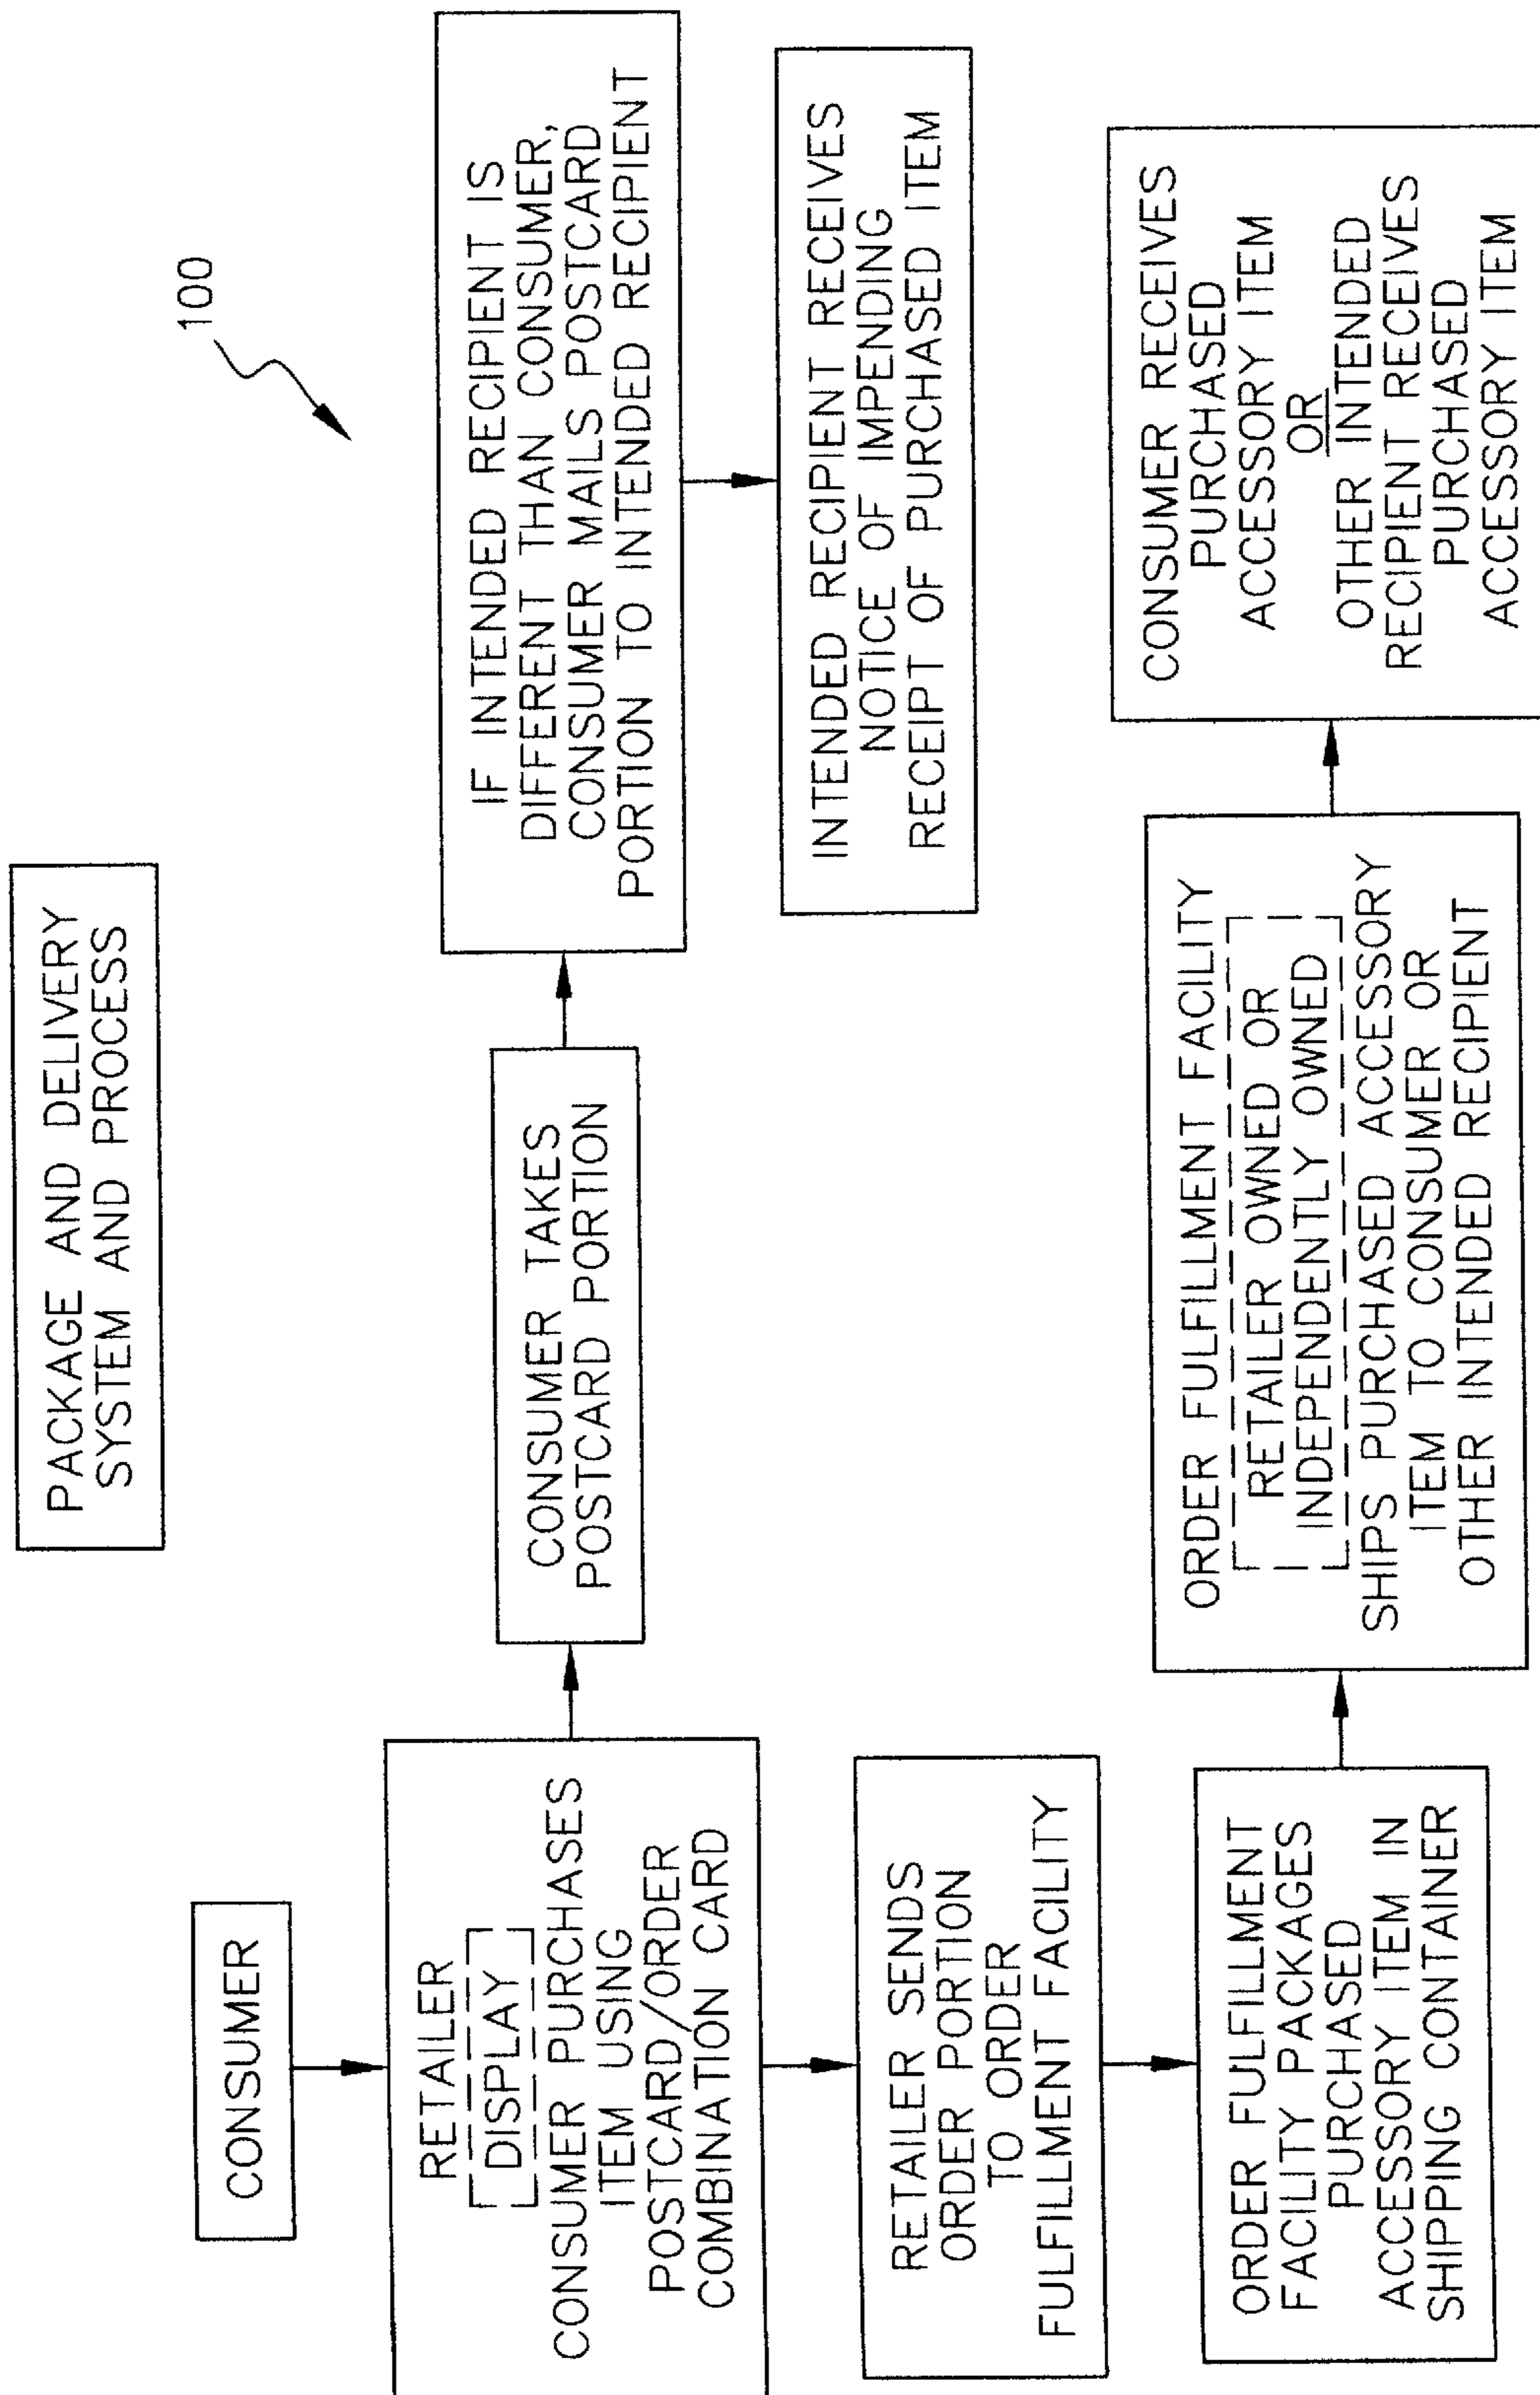 PACKAGE AND DELIVERY
SYSTEM AND PROCESS
100
CONSUMER
RETAILER
DISPLAY
CONSUMER PURCHASES
ITEM USING
POSTCARD/ORDER
COMBINATION CARD
CONSUMER TAKES
POSTCARD PORTION
IF INTENDED RECIPIENT IS
DIFFERENT THAN CONSUMER,
CONSUMER MAILS POSTCARD
PORTION TO INTENDED RECIPIENT
INTENDED RECIPIENT RECEIVES
NOTICE OF IMPENDING
RECEIPT OF PURCHASED ITEM
RETAILER SENDS
ORDER PORTION
TO ORDER
FULFILLMENT FACILITY
ORDER FULFILLMENT
FACILITY PACKAGES
PURCHASED
ACCESSORY ITEM IN
SHIPPING CONTAINER
ORDER FULFILLMENT FACILITY
RETAILER OWNED OR
INDEPENDENTLY OWNED
SHIPS PURCHASED ACCESSORY
ITEM TO CONSUMER OR
OTHER INTENDED RECIPIENT
CONSUMER RECEIVES
PURCHASED
ACCESSORY ITEM
OR
OTHER INTENDED
RECIPIENT RECEIVES
PURCHASED
ACCESSORY ITEM